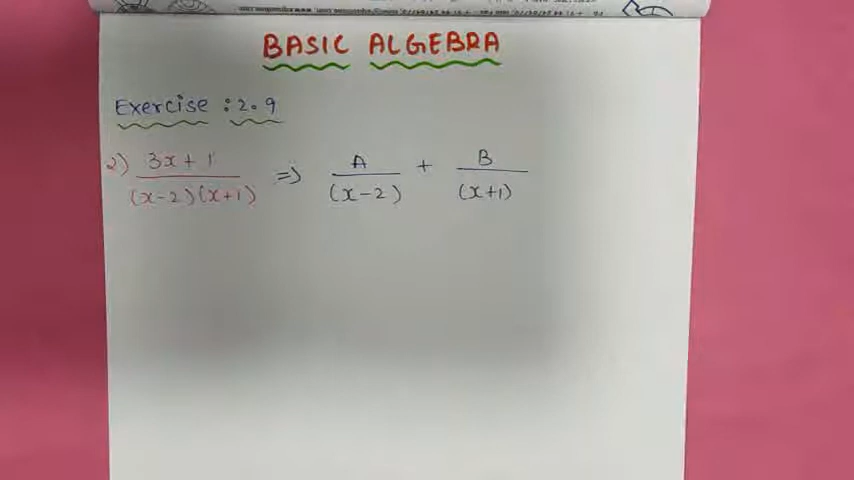 BASIC ALGEBRA
Exercise : 2.9
2) 3x+1 / (x-2)(x+1) => A / (x-2) + B / (x+1)